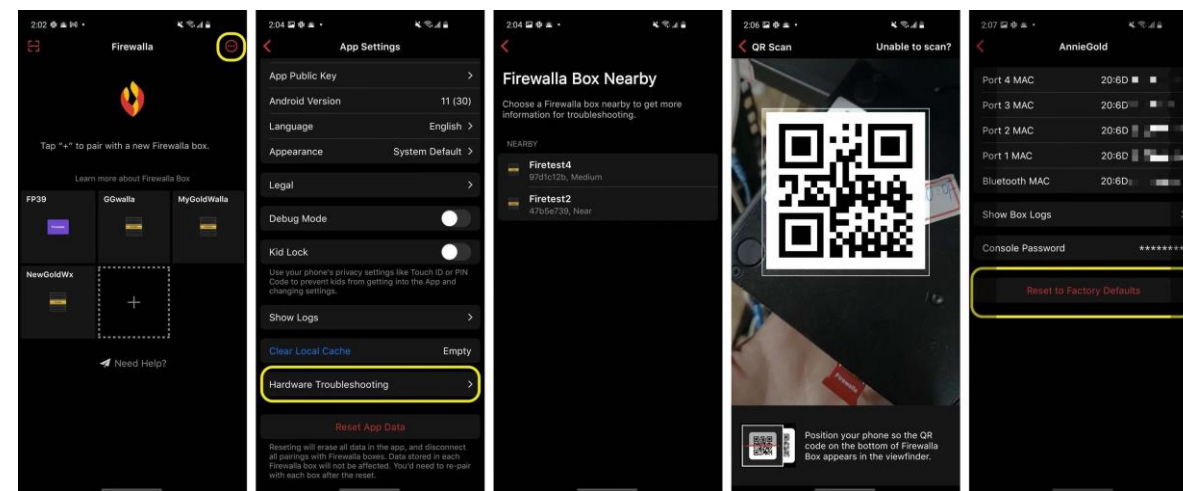 2:02
Firewalla
Tap "+" to pair with a new Firewalla box.
Learn more about Firewalla Box
FP39
GGwalla
MyGoldWalla
NewGoldWx
+
Need Help?
2:04
App Settings
App Public Key
Android Version 11 (30)
Language English
Appearance System Default
Legal
Debug Mode
Kid Lock
Use your phone's privacy settings like Touch ID or PIN
Code to prevent kids from getting into the App and
changing settings.
Show Logs
Clear Local Cache Empty
Hardware Troubleshooting
Reset App Data
Reseting will erase all data in the app, and disconnect
all pairings with Firewalla boxes. Data stored in each
Firewalla box will not be affected. You'd need to re-pair
with each box after the reset.
2:04
Firewalla Box Nearby
Choose a Firewalla box nearby to get more
information for troubleshooting.
NEARBY
Firetest4
97d1c12b, Medium
Firetest2
47b5e739, Near
2:06
QR Scan Unable to scan?
Firewalla
Position your phone so the QR
code on the bottom of Firewalla
Box appears in the viewfinder.
2:07
AnnieGold
Port 4 MAC 20:6D
Port 3 MAC 20:6D
Port 2 MAC 20:6D
Port 1 MAC 20:6D
Bluetooth MAC 20:6D
Show Box Logs
Console Password ********
Reset to Factory Defaults